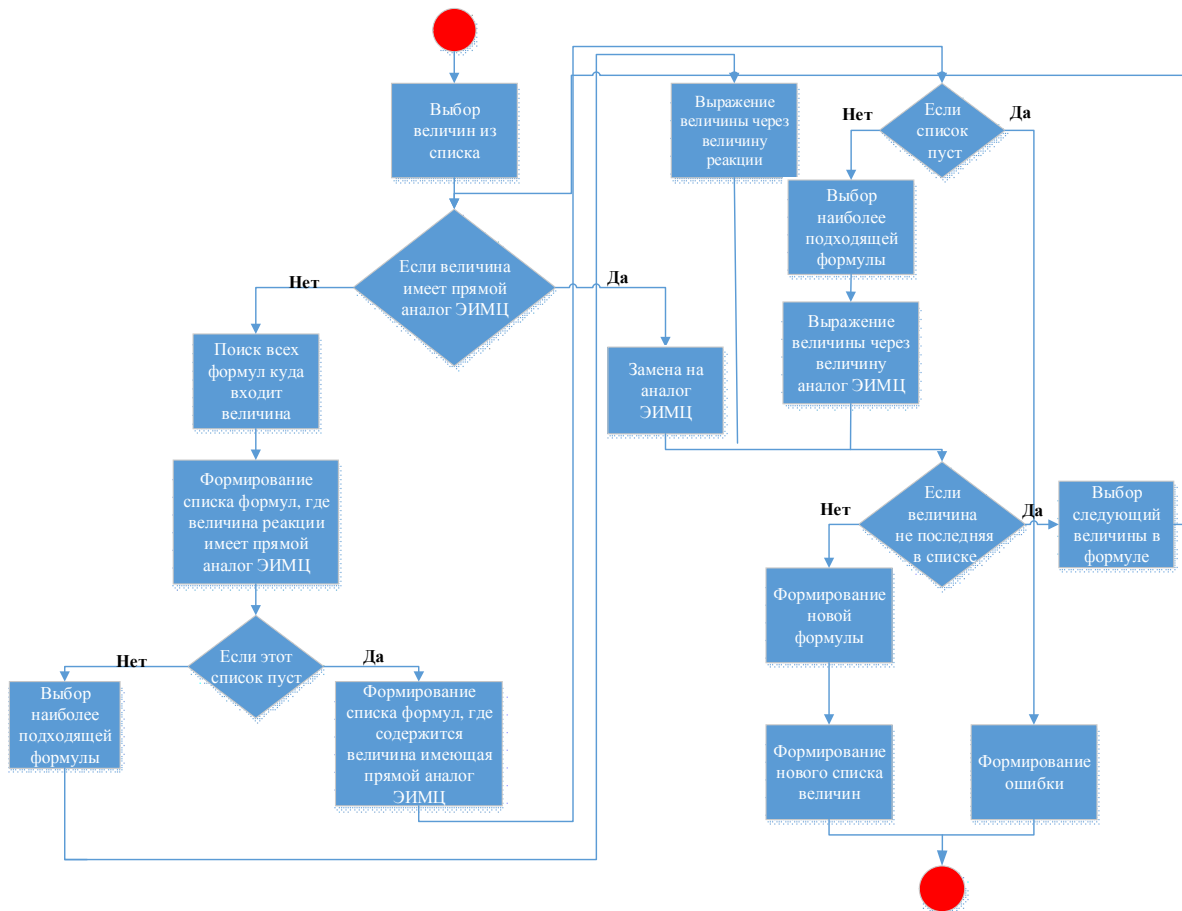 Выбор
величин из
списка
Если величина
имеет прямой
аналог ЭИМЦ
Нет
Да
Поиск всех
формул куда
входит
величина
Формирование
списка формул, где
величина реакции
имеет прямой
аналог ЭИМЦ
Если этот
список пуст
Нет
Да
Выбор
наиболее
подходящей
формулы
Формирование
списка формул, где
содержится
величина имеющая
прямой аналог
ЭИМЦ
Замена на
аналог
ЭИМЦ
Выражение
величины через
величину
реакции
Если
список
пуст
Нет
Да
Выбор
наиболее
подходящей
формулы
Выражение
величины через
величину
аналог ЭИМЦ
Если
величина
не последняя
в списке
Нет
Да
Выбор
следующий
величины в
формуле
Формирование
новой
формулы
Формирование
нового списка
величин
Формирование
ошибки